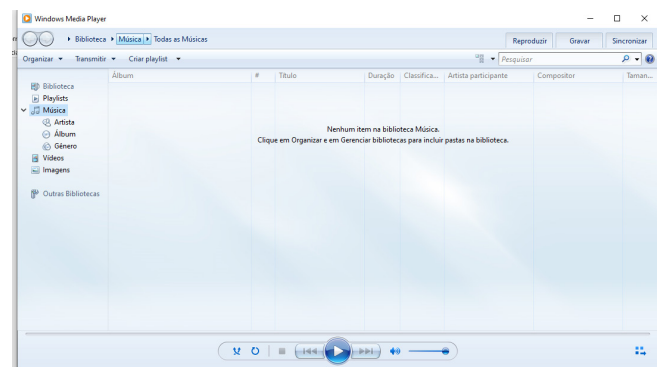 Windows Media Player
Biblioteca Música Todas as Músicas
Reproduzir Gravar Sincronizar
Organizar Transmitir Criar playlist
Pesquisar
Álbum # Título Duração Classifica... Artista participante Compositor Taman...
Biblioteca
Playlists
Música
Artista
Álbum
Gênero
Vídeos
Imagens
Outras Bibliotecas
Nenhum item na biblioteca Música.
Clique em Organizar e em Gerenciar bibliotecas para incluir pastas na biblioteca.